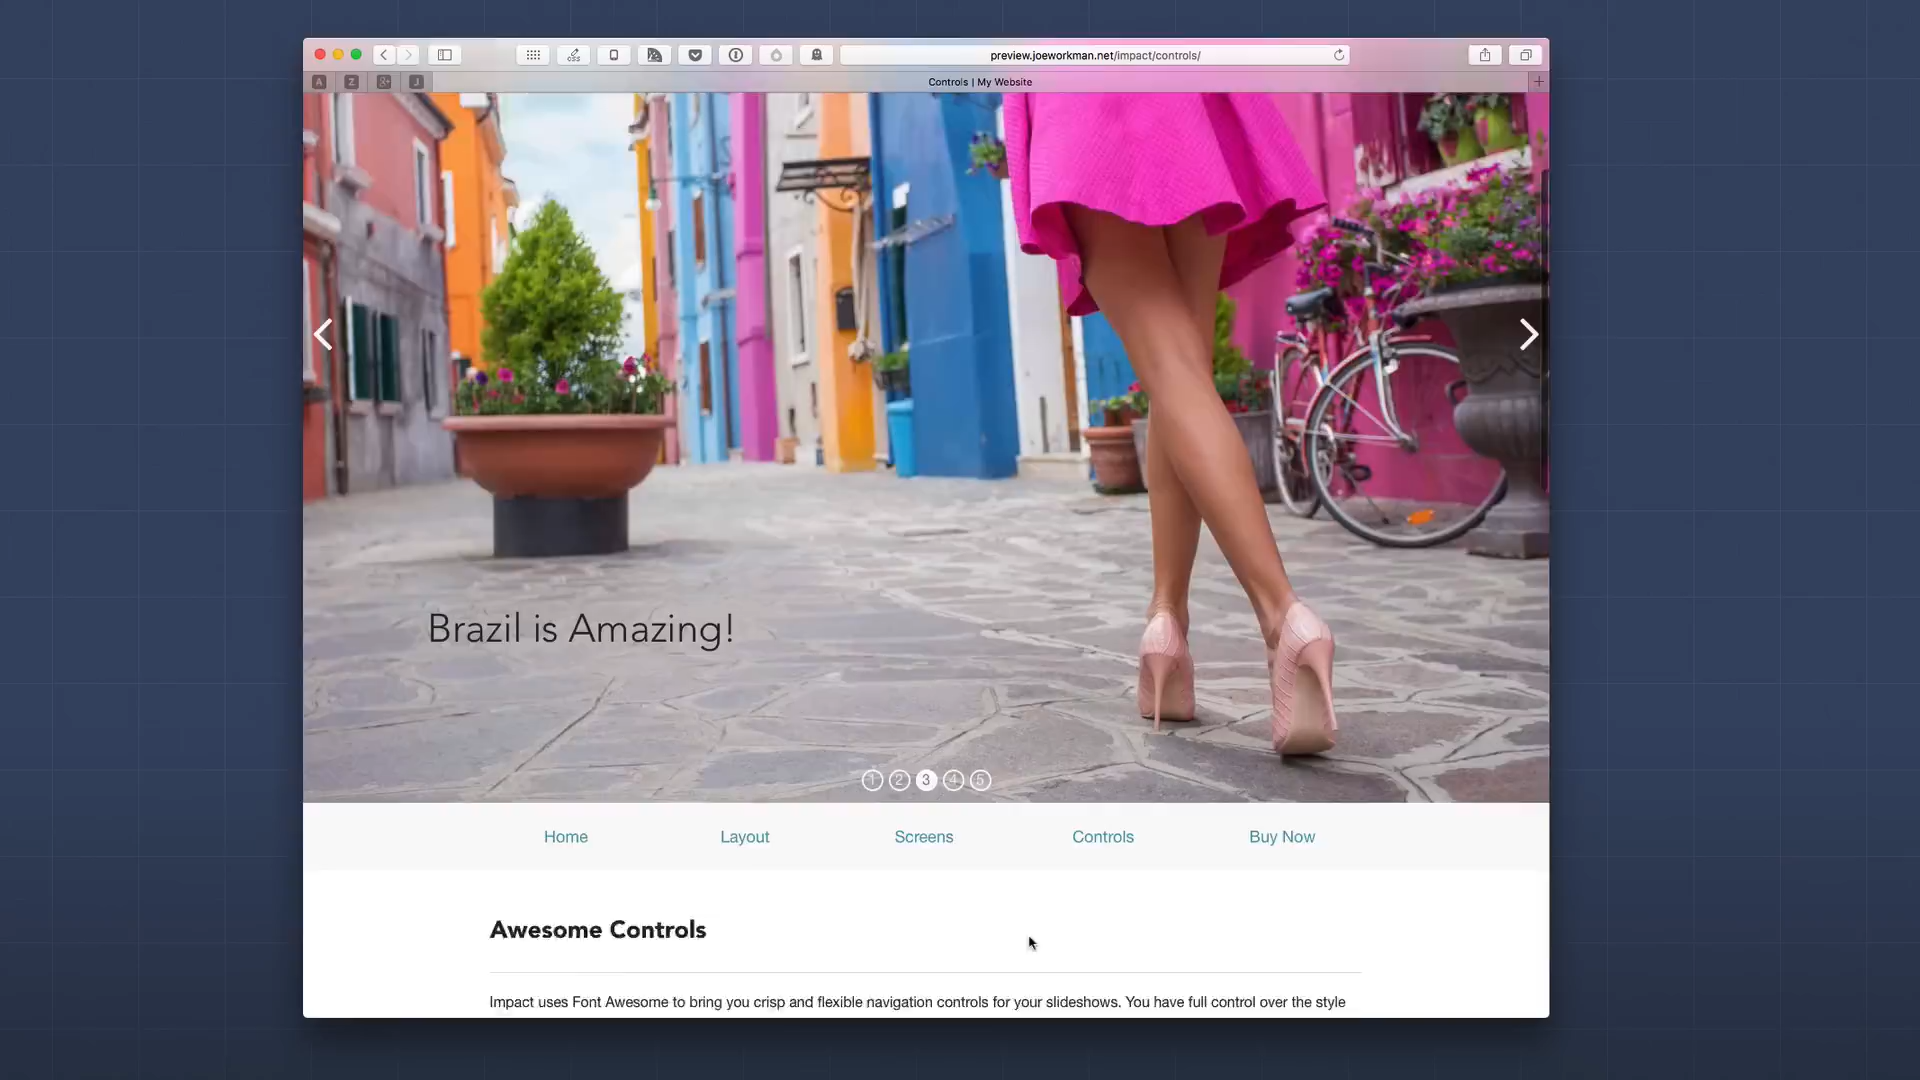 css
preview.joeworkman.net/impact/controls/
A
Z
g+
J
Controls | My Website
Brazil is Amazing!
1 2 3 4 5
Home Layout Screens Controls Buy Now
Awesome Controls
Impact uses Font Awesome to bring you crisp and flexible navigation controls for your slideshows. You have full control over the style